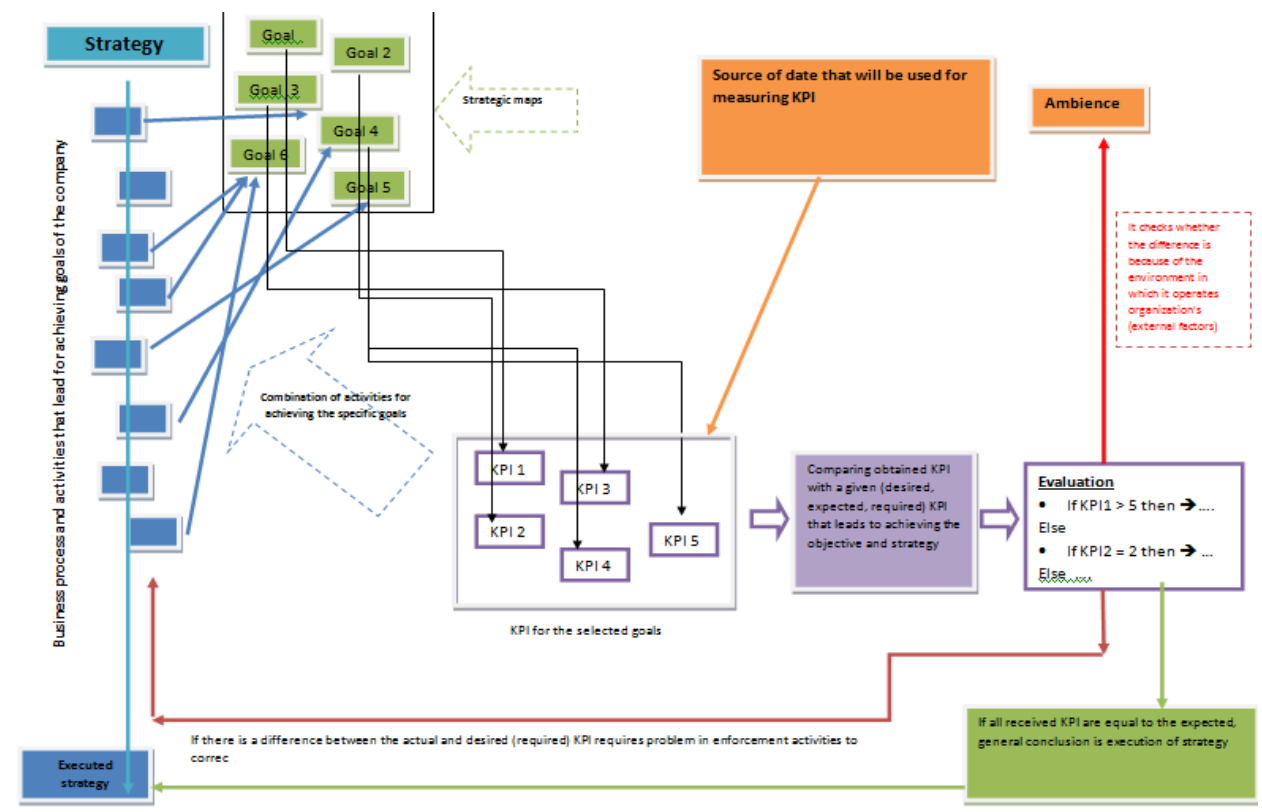 Strategy
Goal
Goal 2
Goal 3
Goal 4
Goal 6
Goal 5
Strategic maps
Source of date that will be used for
measuring KPI
Ambience
It checks whether
the difference is
because of the
environment in
which it operates
organization's
(external factors)
Business process and activities that lead for achieving goals of the company
Combination of activities for
achieving the specific goals
KPI 1
KPI 3
KPI 2
KPI 5
KPI 4
KPI for the selected goals
Comparing obtained KPI
with a given (desired,
expected, required) KPI
that leads to achieving the
objective and strategy
Evaluation
• If KPI1 > 5 then ➔ ....
Else
• If KPI2 = 2 then ➔ ...
Else .....
If there is a difference between the actual and desired (required) KPI requires problem in enforcement activities to
correc
If all received KPI are equal to the expected,
general conclusion is execution of strategy
Executed
strategy